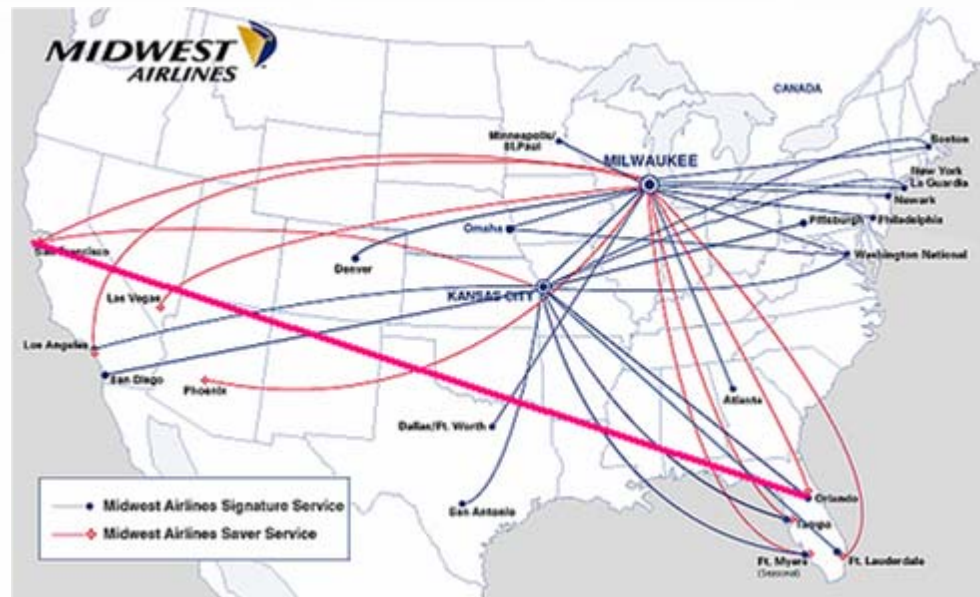 MIDWEST
AIRLINES
CANADA
Minneapolis/
St.Paul
Boston
MILWAUKEE
New York
La Guardia
Newark
Pittsburgh
Philadelphia
Omaha
San Francisco
Washington National
Denver
Las Vegas
KANSAS CITY
Los Angeles
San Diego
Phoenix
Atlanta
Dallas/Ft. Worth
Midwest Airlines Signature Service
Orlando
San Antonio
Tampa
Midwest Airlines Saver Service
Ft. Myers
Ft. Lauderdale
(Seasonal)